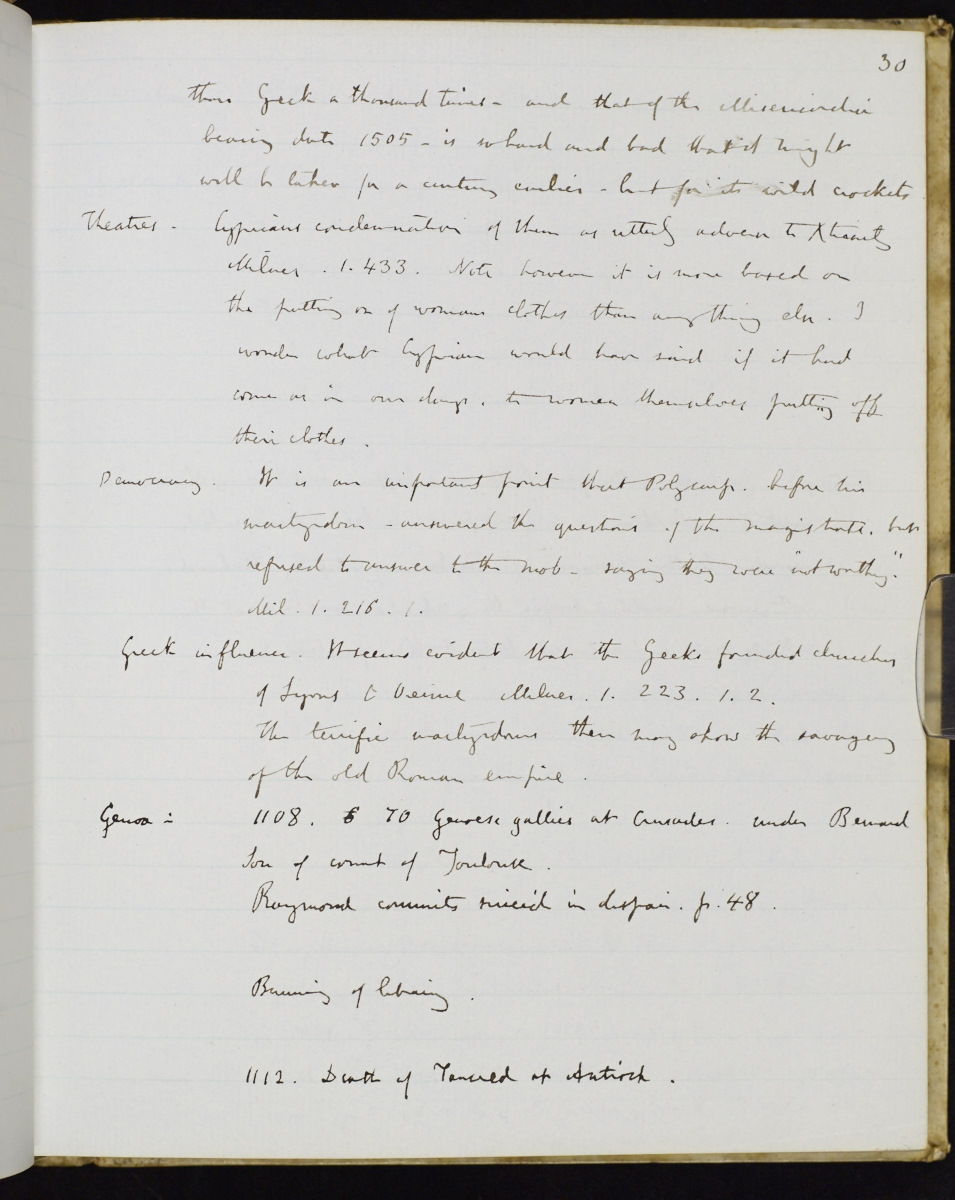 30
than Greek a thousand times - and that of the Misericordia
bearing date 1505 - is so hard and bad that it might
well be taken for a century earlier - but for its wild crockets.
Theatres - Cyprians condemnation of them as utterly adverse to Xtianity
Milner. 1. 433. Note however it is more based on
the putting on of womans clothes than anything else. I
wonder what Cyprian would have said if it had
come as in our days, to women themselves putting off
their clothes.
Democracy. It is an important point that Polycarp. before his
martyrdom - answered the questions of the magistrate, but
refused to answer to the mob - saying they were "not worthy."
Mil. 1. 216. 1.
Greek influence. It seems evident that the Greeks founded churches
of Lyons & Vienne Milner. 1. 223. 1. 2.
The terrific martyrdoms there may show the savagery
of the old Roman empire.
Genoa :- 1108. 70 Genoese gallies at Crusades. under Bernard
Son of count of Toulouse.
Raymond commits suicide in despair. p. 48.
Burning of library.
1112. Death of Tancred at Antioch.